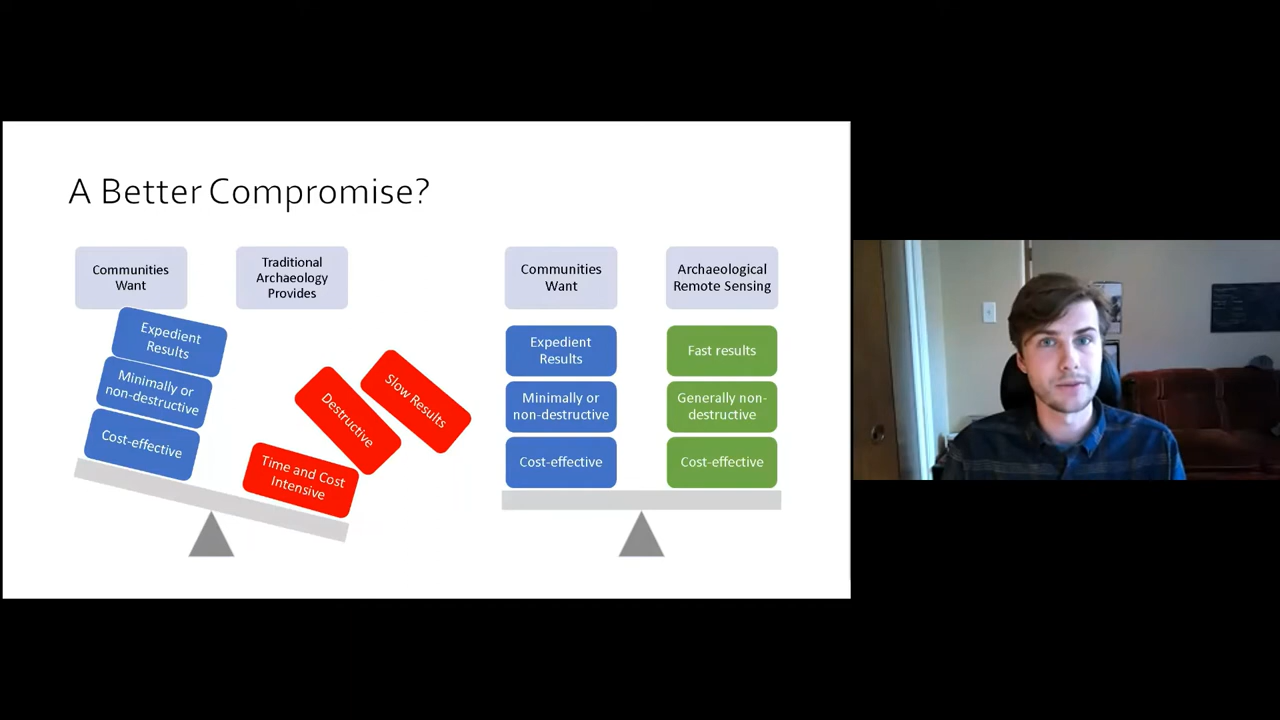 A Better Compromise?
Communities
Want
Traditional
Archaeology
Provides
Expedient
Results
Minimally or
non-destructive
Cost-effective
Slow Results
Destructive
Time and Cost
Intensive
Communities
Want
Archaeological
Remote Sensing
Expedient
Results
Minimally or
non-destructive
Cost-effective
Fast results
Generally non-
destructive
Cost-effective